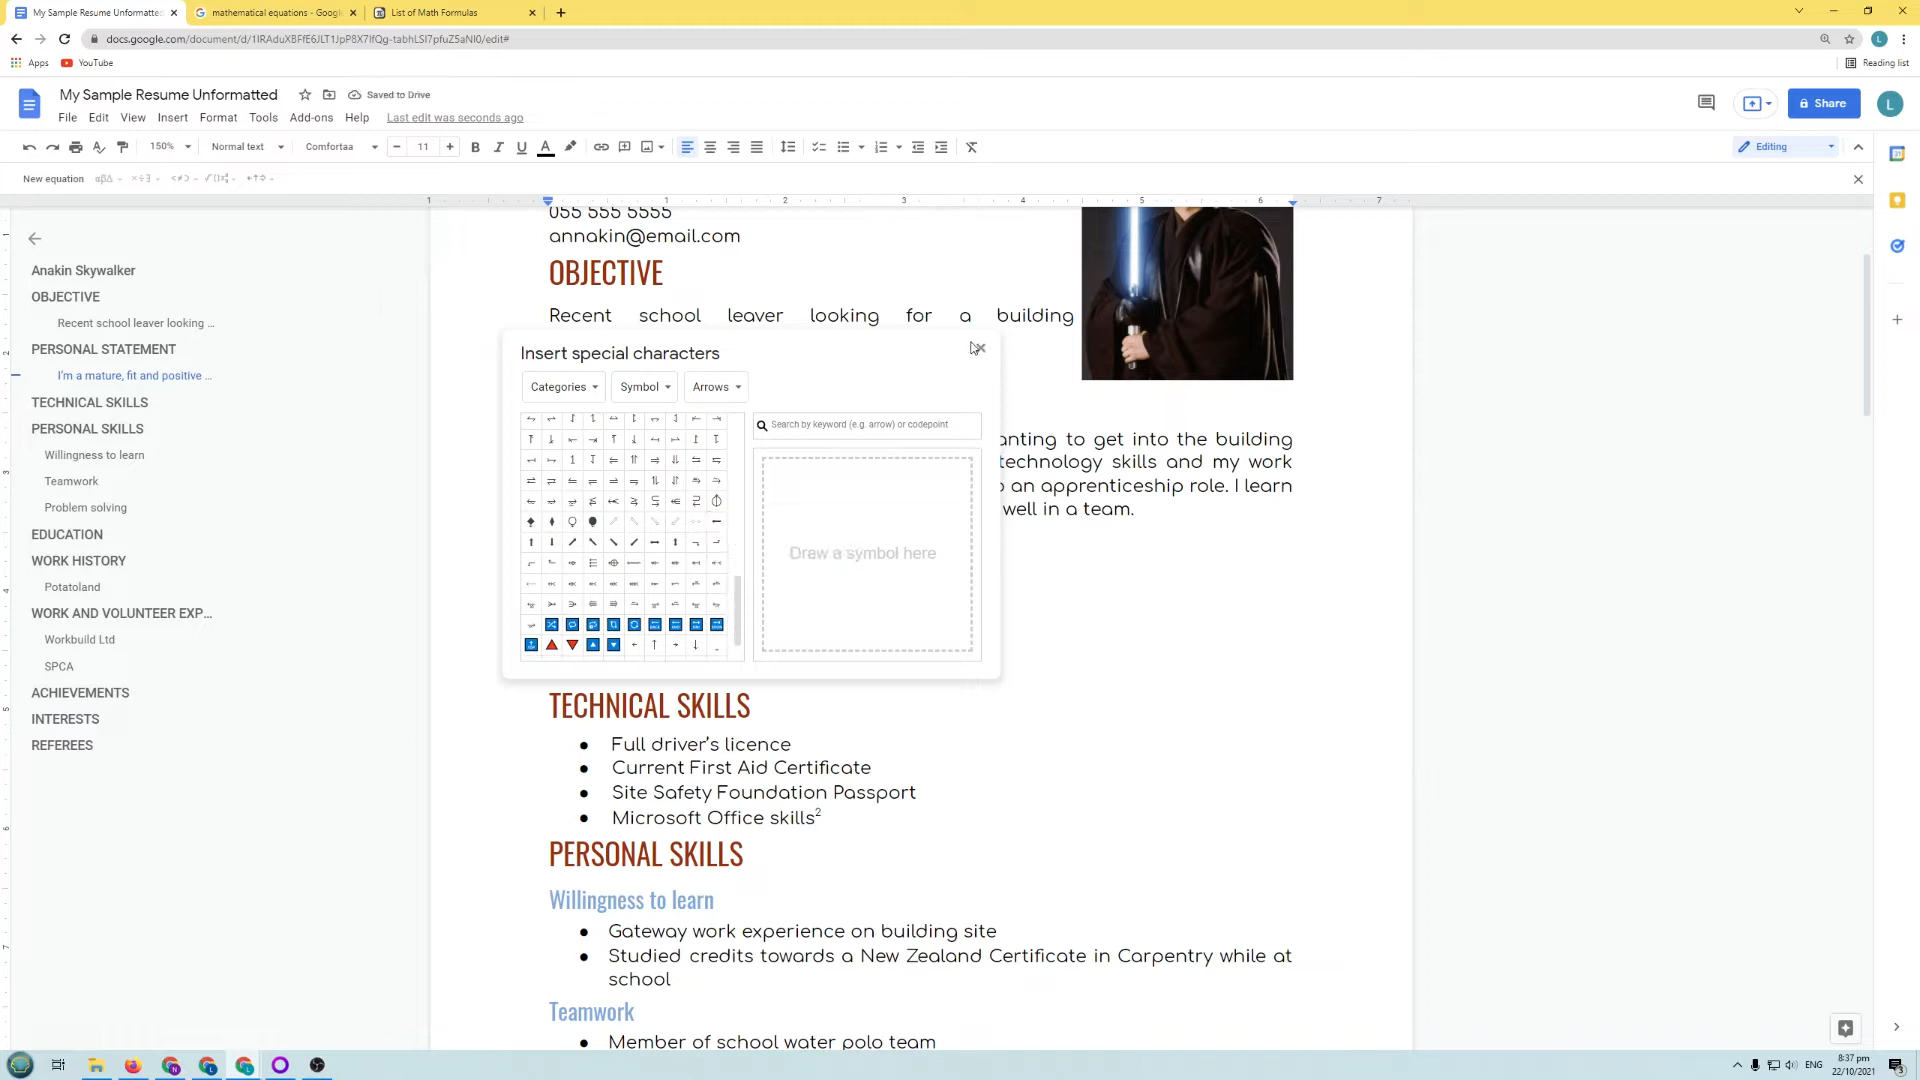 My Sample Resume Unformatted
mathematical equations - Google
List of Math Formulas
docs.google.com/document/d/1IRAduX8FfE6JLT1JpP8X7IfQg-tabhLSI7pfuZ5aNI0/edit#
Apps
YouTube
Reading list
My Sample Resume Unformatted
Saved to Drive
File Edit View Insert Format Tools Add-ons Help Last edit was seconds ago
Share
L
150% Normal text Comfortaa 11
Editing
New equation
Anakin Skywalker
OBJECTIVE
Recent school leaver looking ...
PERSONAL STATEMENT
I'm a mature, fit and positive ...
TECHNICAL SKILLS
PERSONAL SKILLS
Willingness to learn
Teamwork
Problem solving
EDUCATION
WORK HISTORY
Potatoland
WORK AND VOLUNTEER EXP...
Workbuild Ltd
SPCA
ACHIEVEMENTS
INTERESTS
REFEREES
055 555 5555
annakin@email.com
OBJECTIVE
Recent school leaver looking for a building
Insert special characters
Categories Symbol Arrows
Search by keyword (e.g. arrow) or codepoint
Draw a symbol here
anting to get into the building
technology skills and my work
an apprenticeship role. I learn
well in a team.
TECHNICAL SKILLS
● Full driver's licence
● Current First Aid Certificate
● Site Safety Foundation Passport
● Microsoft Office skills²
PERSONAL SKILLS
Willingness to learn
● Gateway work experience on building site
● Studied credits towards a New Zealand Certificate in Carpentry while at
school
Teamwork
● Member of school water polo team
ENG
8:37 pm
22/10/2021